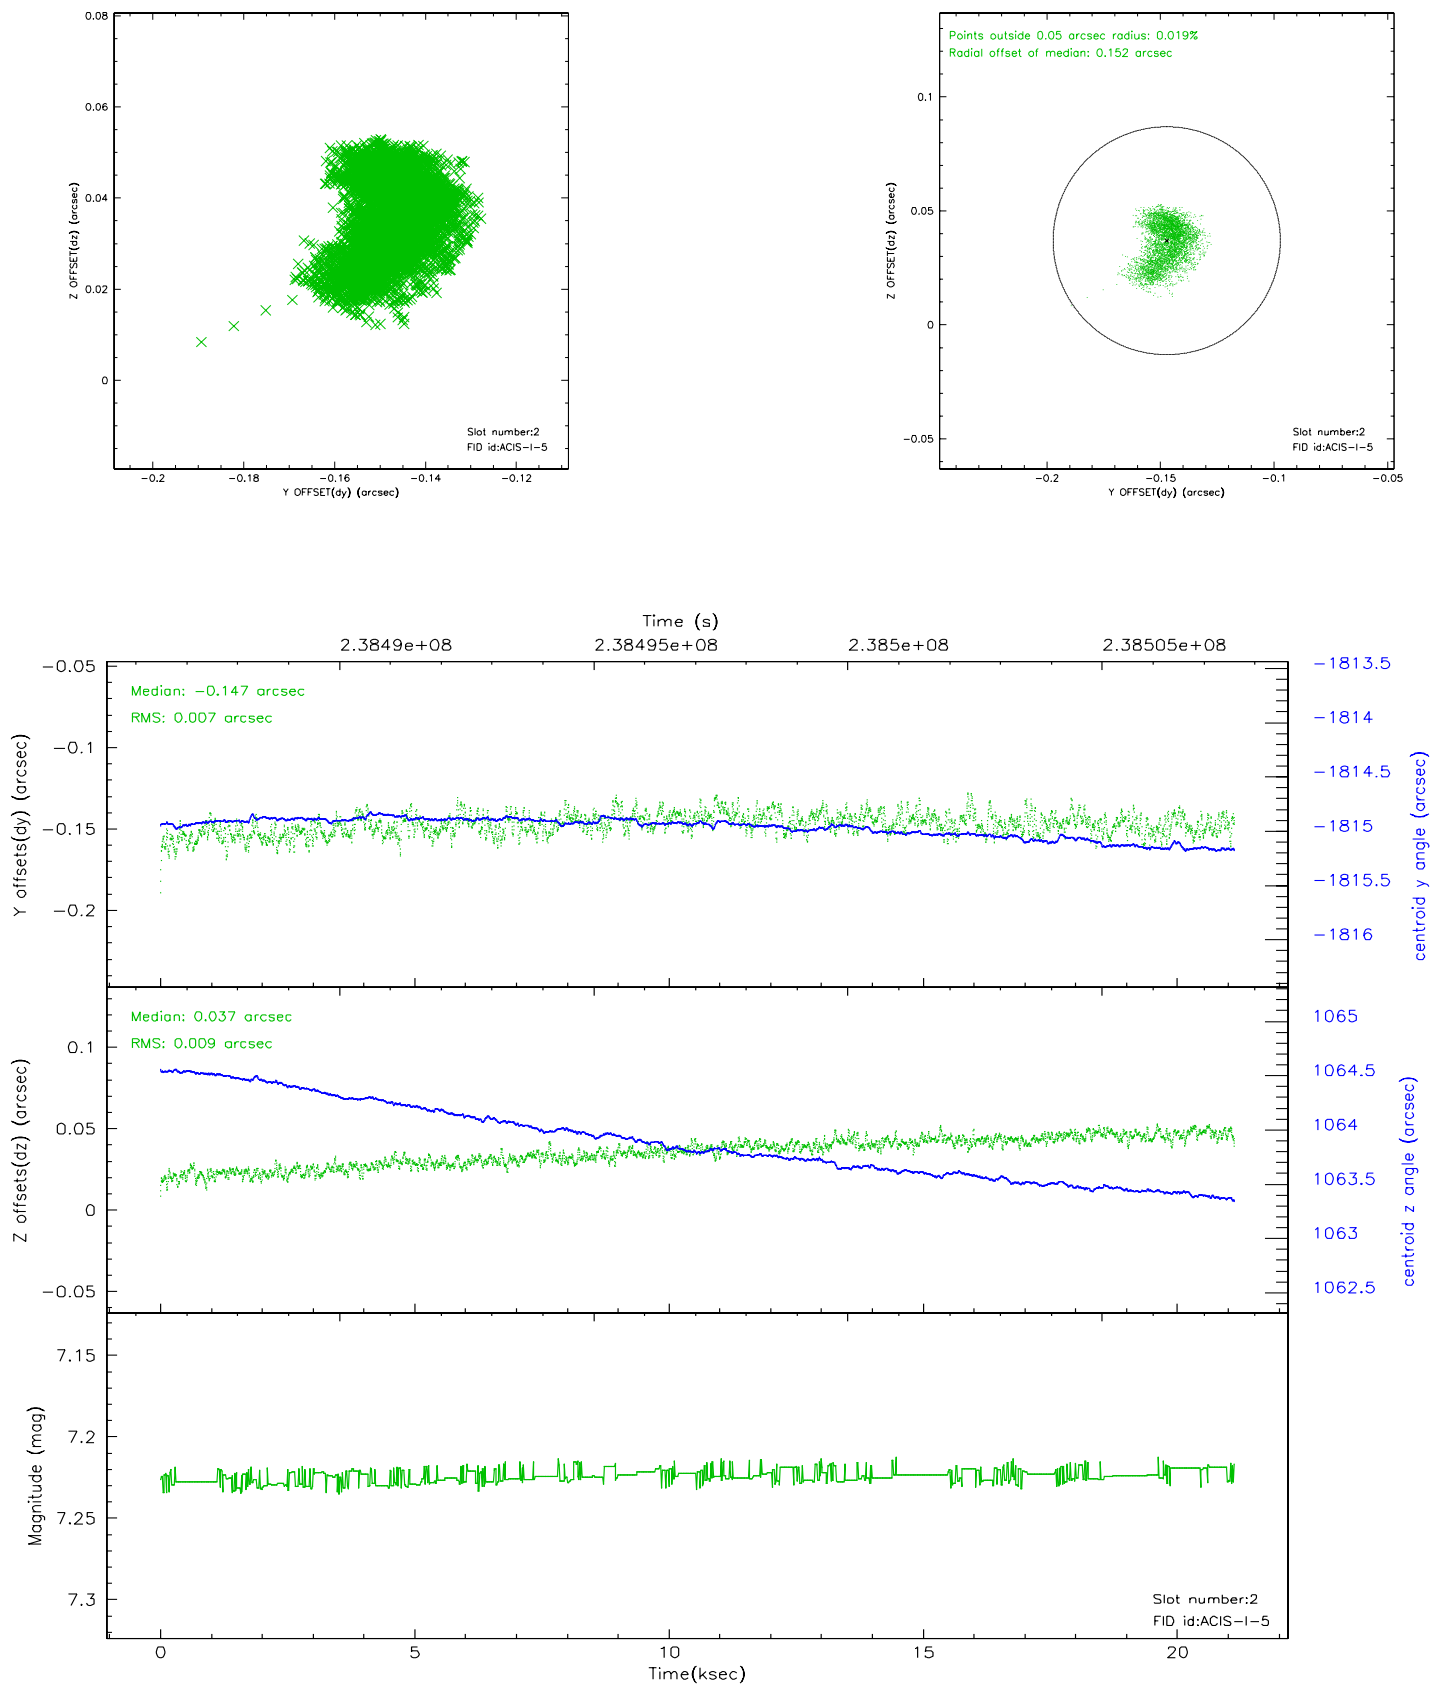 0.08
0.06
0.04
0.02
0
Z OFFSET(dz) (arcsec)
Slot number:2
FID id:ACIS-I-5
-0.2 -0.18 -0.16 -0.14 -0.12
Y OFFSET(dy) (arcsec)
Points outside 0.05 arcsec radius: 0.019%
Radial offset of median: 0.152 arcsec
0.1
0.05
0
-0.05
Z OFFSET(dz) (arcsec)
Slot number:2
FID id:ACIS-I-5
-0.2 -0.15 -0.1 -0.05
Y OFFSET(dy) (arcsec)
Time (s)
2.3849e+08 2.38495e+08 2.385e+08 2.38505e+08
-0.05
-0.1
-0.15
-0.2
Y offsets(dy) (arcsec)
Median: -0.147 arcsec
RMS: 0.007 arcsec
-1813.5
-1814
-1814.5
-1815
-1815.5
-1816
centroid y angle (arcsec)
0.1
0.05
0
-0.05
Z offsets(dz) (arcsec)
Median: 0.037 arcsec
RMS: 0.009 arcsec
1065
1064.5
1064
1063.5
1063
1062.5
centroid z angle (arcsec)
7.15
7.2
7.25
7.3
Magnitude (mag)
Slot number:2
FID id:ACIS-I-5
0 5 10 15 20
Time(ksec)